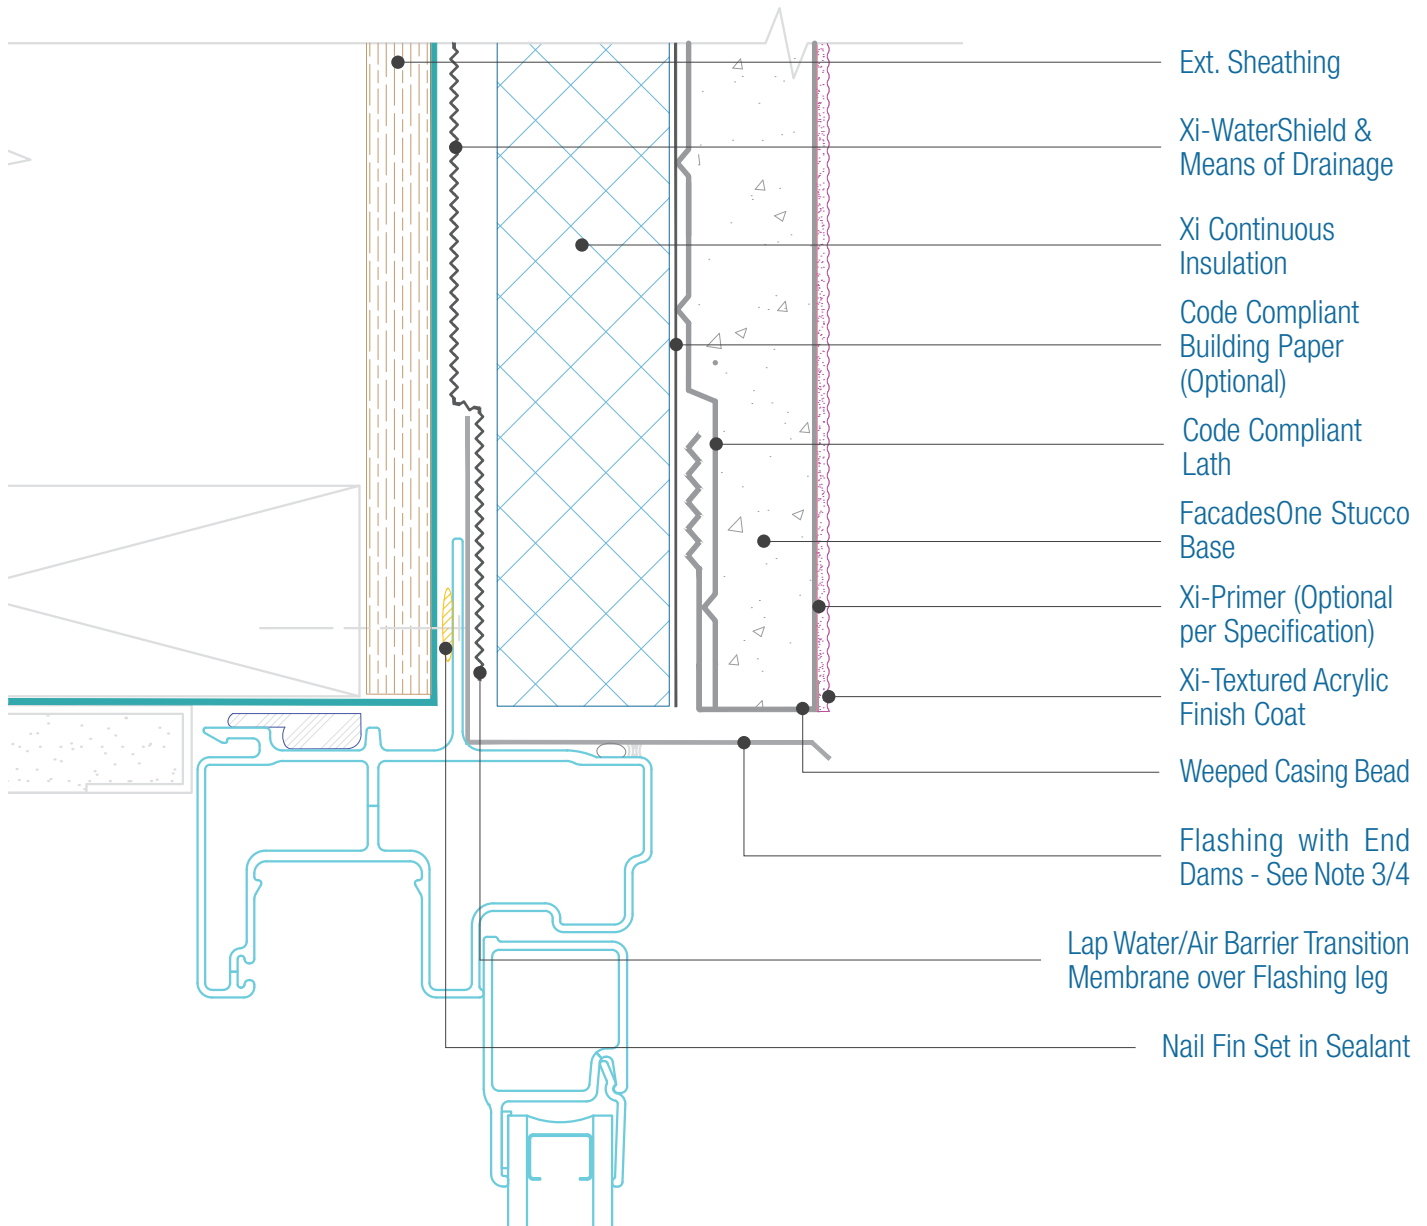 Ext. Sheathing
Xi-WaterShield &
Means of Drainage
Xi Continuous
Insulation
Code Compliant
Building Paper
(Optional)
Code Compliant
Lath
FacadesOne Stucco
Base
Xi-Primer (Optional
per Specification)
Xi-Textured Acrylic
Finish Coat
Weeped Casing Bead
Flashing with End
Dams - See Note 3/4
Lap Water/Air Barrier Transition
Membrane over Flashing leg
Nail Fin Set in Sealant